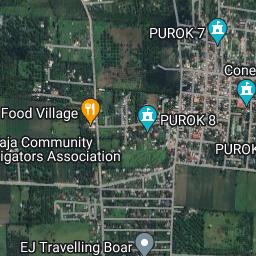 PUROK 7
Cone
Food Village
PUROK 8
aja Community
igators Association
PUROK
EJ Travelling Boar